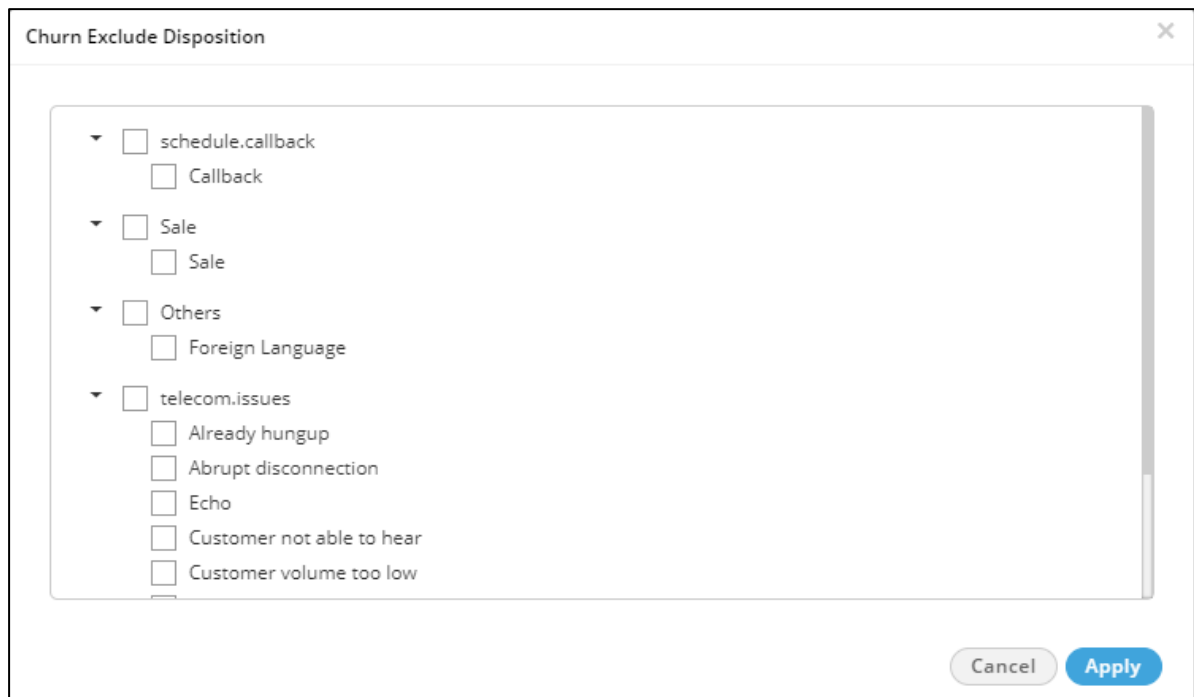 Churn Exclude Disposition
schedule.callback
Callback
Sale
Sale
Others
Foreign Language
telecom.issues
Already hungup
Abrupt disconnection
Echo
Customer not able to hear
Customer volume too low
Cancel
Apply